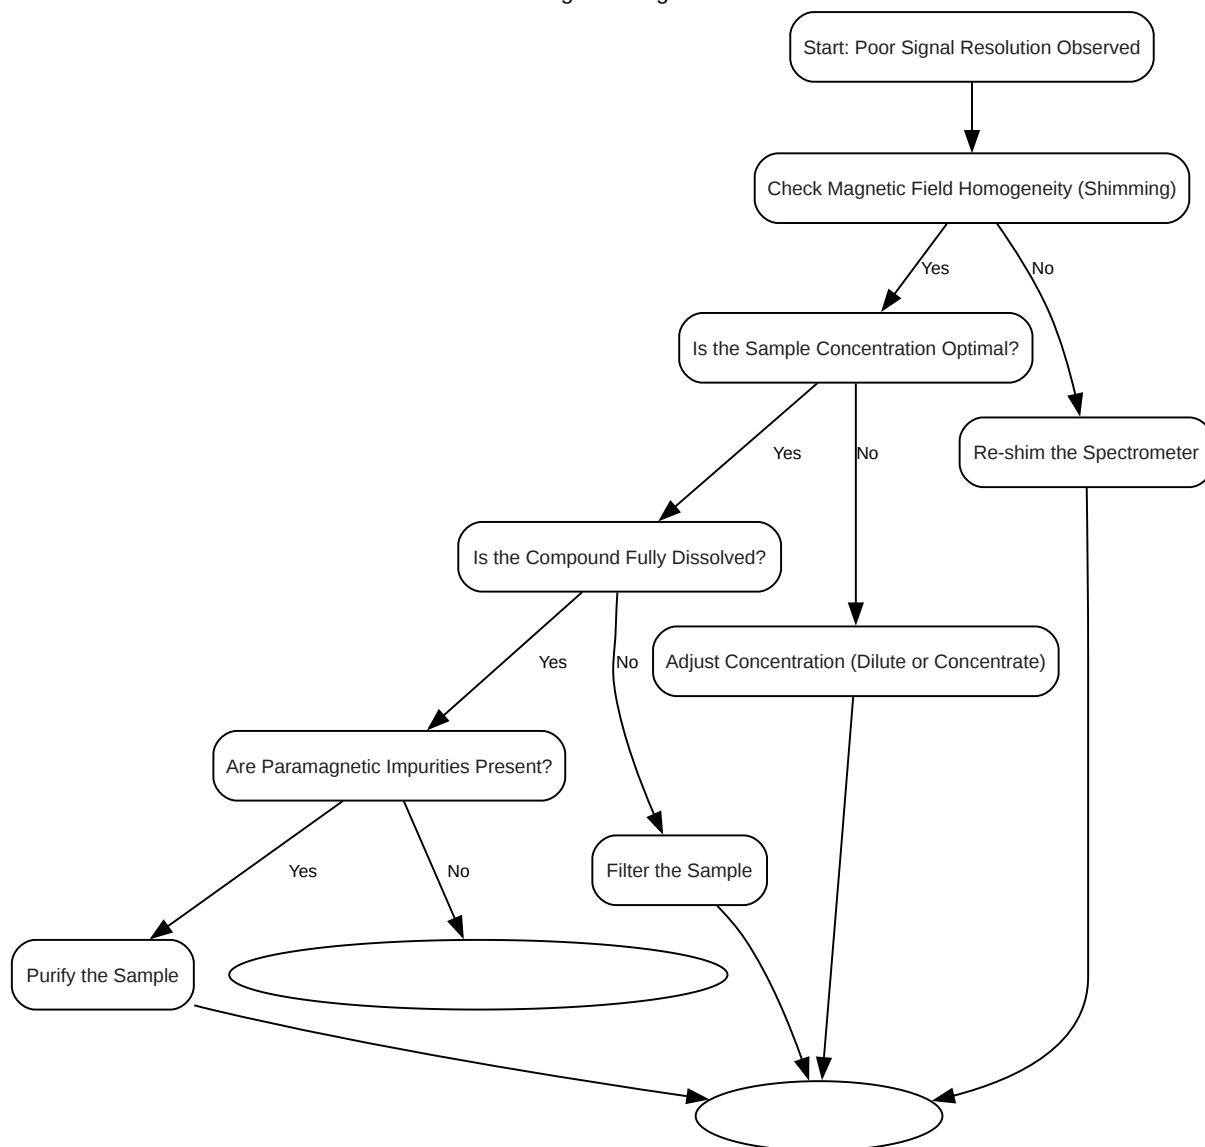 Start: Poor Signal Resolution Observed
Check Magnetic Field Homogeneity (Shimming)
Yes
No
Is the Sample Concentration Optimal?
Yes
No
Re-shim the Spectrometer
Is the Compound Fully Dissolved?
Yes
No
Adjust Concentration (Dilute or Concentrate)
Are Paramagnetic Impurities Present?
Yes
No
Filter the Sample
Purify the Sample